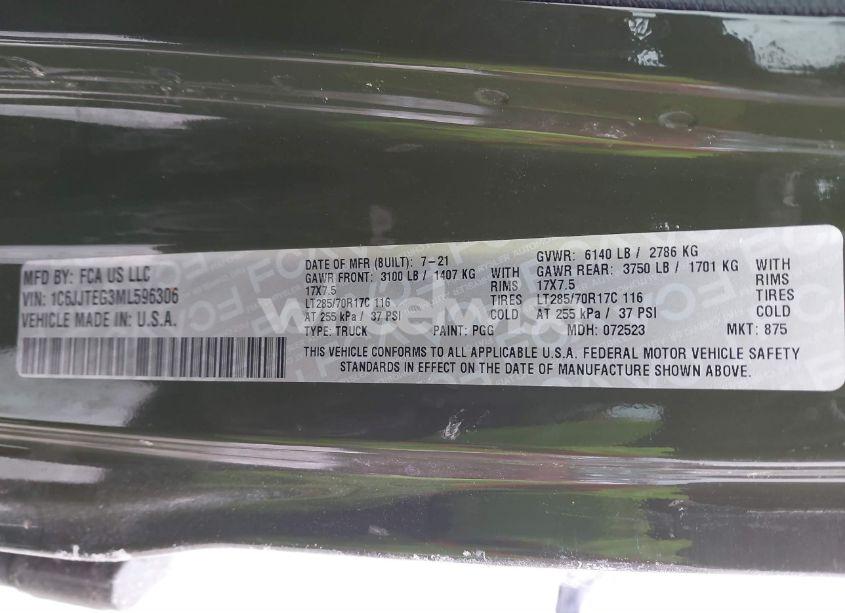 MFD BY: FCA US LLC
VIN: 1C6JJTEG3ML596306
VEHICLE MADE IN: U.S.A.
DATE OF MFR (BUILT): 7-21
GVWR: 6140 LB / 2786 KG
GAWR FRONT: 3100 LB / 1407 KG WITH GAWR REAR: 3750 LB / 1701 KG WITH
17X7.5 RIMS 17X7.5 RIMS
LT285/70R17C 116 TIRES LT285/70R17C 116 TIRES
AT 255 kPa / 37 PSI COLD AT 255 kPa / 37 PSI COLD
TYPE: TRUCK PAINT: PGG MDH: 072523 MKT: 875
THIS VEHICLE CONFORMS TO ALL APPLICABLE U.S.A. FEDERAL MOTOR VEHICLE SAFETY
STANDARDS IN EFFECT ON THE DATE OF MANUFACTURE SHOWN ABOVE.